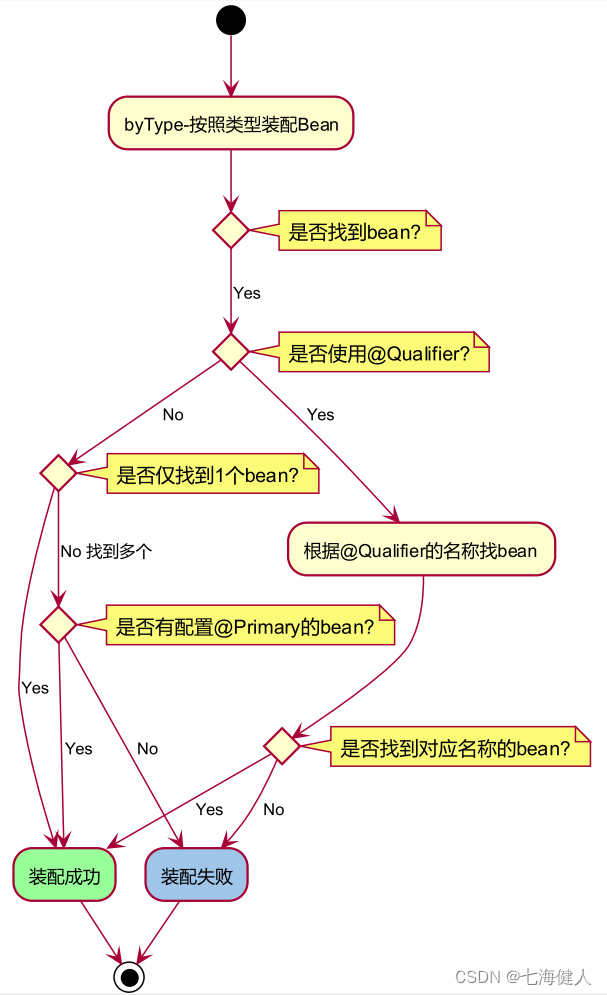 byType-按照类型装配Bean
是否找到bean?
Yes
是否使用@Qualifier?
No
Yes
是否仅找到1个bean?
No 找到多个
根据@Qualifier的名称找bean
是否有配置@Primary的bean?
Yes
Yes
No
是否找到对应名称的bean?
Yes
No
装配成功
装配失败
CSDN @七海健人